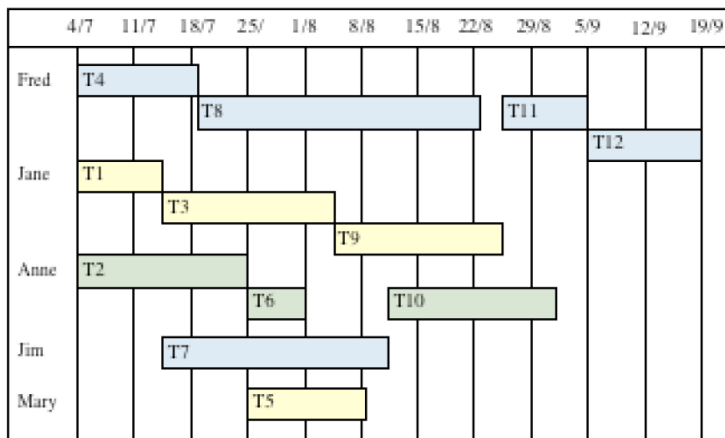 4/7 11/7 18/7 25/ 1/8 8/8 15/8 22/8 29/8 5/9 12/9 19/9
Fred T4
T8 T11
T12
Jane T1
T3
T9
Anne T2
T6 T10
Jim T7
Mary T5